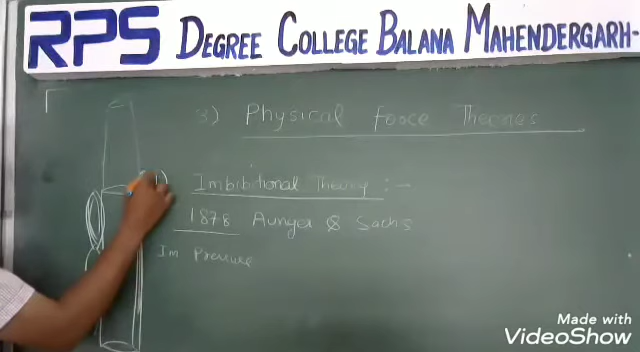 RPS DEGREE COLLEGE BALANA MAHENDERGARH-
3) Physical Force Theories
1) Imbibitional Theory :-
1878 Aunger & Sachs
Im Pressure
Made with
VideoShow